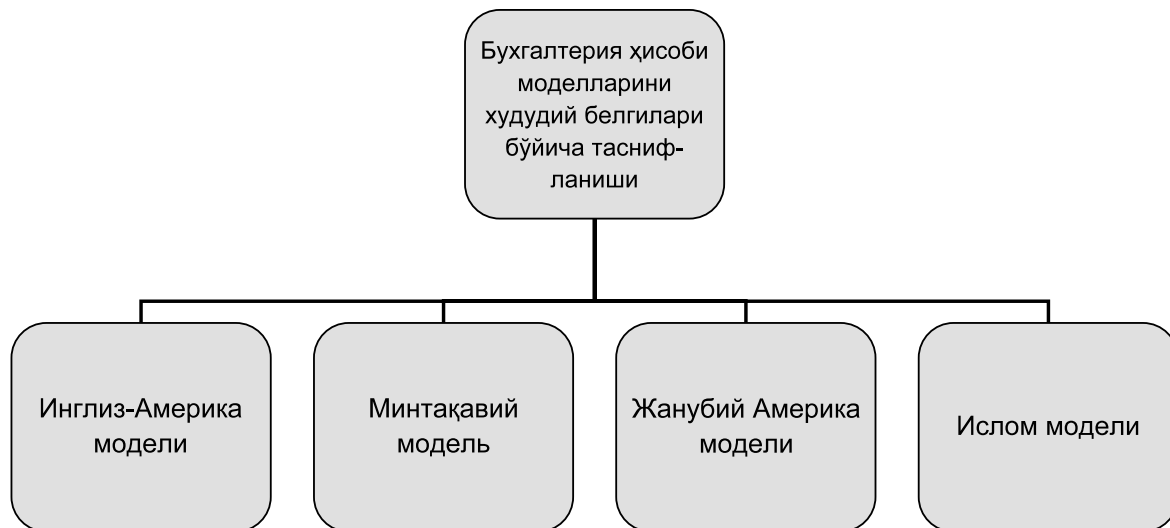 Бухгалтерия ҳисоби
моделларини
худудий белгилари
бўйича тасниф-
ланиши
Инглиз-Америка
модели
Минтақавий
модель
Жанубий Америка
модели
Ислом модели